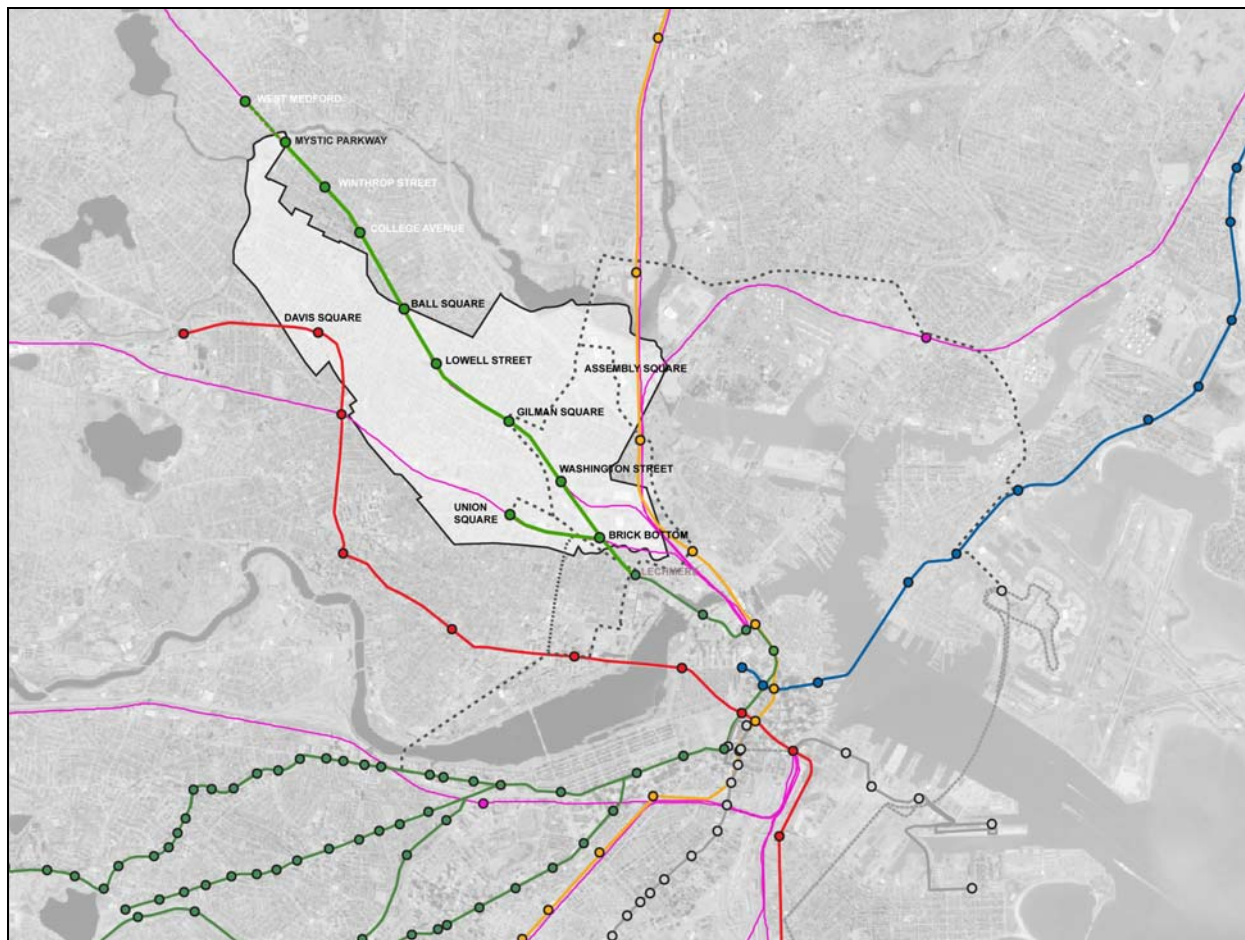 WEST MEDFORD
MYSTIC PARKWAY
WINTHROP STREET
COLLEGE AVENUE
BALL SQUARE
DAVIS SQUARE
LOWELL STREET
ASSEMBLY SQUARE
GILMAN SQUARE
WASHINGTON STREET
UNION
SQUARE
BRICK BOTTOM
LECHMERE